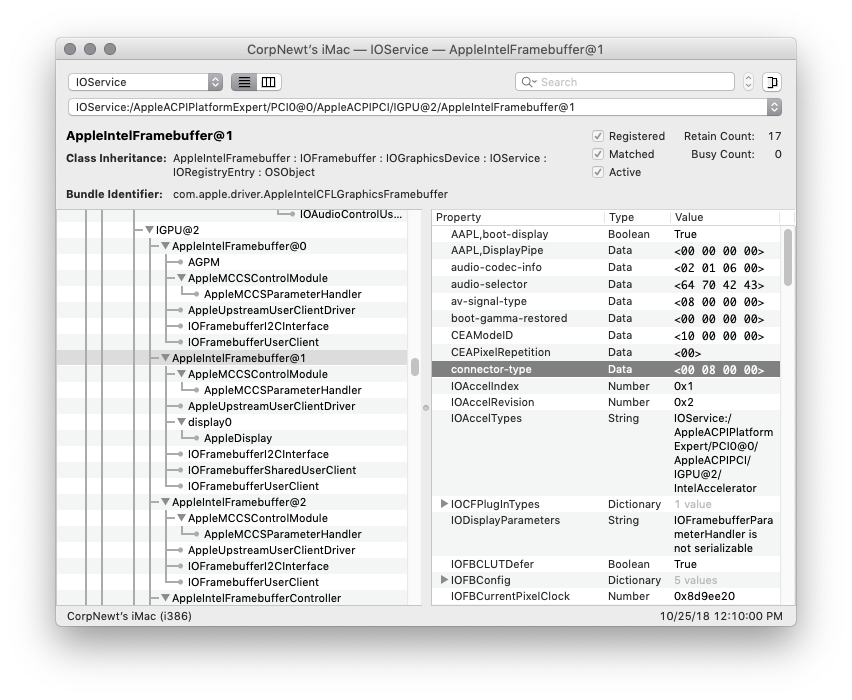 CorpNewt's iMac — IOService — AppleIntelFramebuffer@1
IOService
Search
IOService:/AppleACPIPlatformExpert/PCI0@0/AppleACPIPCI/IGPU@2/AppleIntelFramebuffer@1
AppleIntelFramebuffer@1
Class Inheritance: AppleIntelFramebuffer : IOFramebuffer : IOGraphicsDevice : IOService :
IORegistryEntry : OSObject
Bundle Identifier: com.apple.driver.AppleIntelCFLGraphicsFramebuffer
Registered Retain Count: 17
Matched Busy Count: 0
Active
IOAudioControlUs...
IGPU@2
AppleIntelFramebuffer@0
AGPM
AppleMCCSControlModule
AppleMCCSParameterHandler
AppleUpstreamUserClientDriver
IOFramebufferI2CInterface
IOFramebufferUserClient
AppleIntelFramebuffer@1
AppleMCCSControlModule
AppleMCCSParameterHandler
AppleUpstreamUserClientDriver
display0
AppleDisplay
IOFramebufferI2CInterface
IOFramebufferSharedUserClient
IOFramebufferUserClient
AppleIntelFramebuffer@2
AppleMCCSControlModule
AppleMCCSParameterHandler
AppleUpstreamUserClientDriver
IOFramebufferI2CInterface
IOFramebufferUserClient
AppleIntelFramebufferController
Property Type Value
AAPL,boot-display Boolean True
AAPL,DisplayPipe Data <00 00 00 00>
audio-codec-info Data <02 01 06 00>
audio-selector Data <64 70 42 43>
av-signal-type Data <08 00 00 00>
boot-gamma-restored Data <00 00 00 00>
CEAModeID Data <10 00 00 00>
CEAPixelRepetition Data <00>
connector-type Data <00 08 00 00>
IOAccelIndex Number 0x1
IOAccelRevision Number 0x2
IOAccelTypes String IOService:/
AppleACPIPlatform
Expert/PCI0@0/
AppleACPIPCI/
IGPU@2/
IntelAccelerator
IOCFPlugInTypes Dictionary 1 value
IODisplayParameters String IOFramebufferPara
meterHandler is
not serializable
IOFBCLUTDefer Boolean True
IOFBConfig Dictionary 5 values
IOFBCurrentPixelClock Number 0x8d9ee20
CorpNewt's iMac (i386) 10/25/18 12:10:00 PM